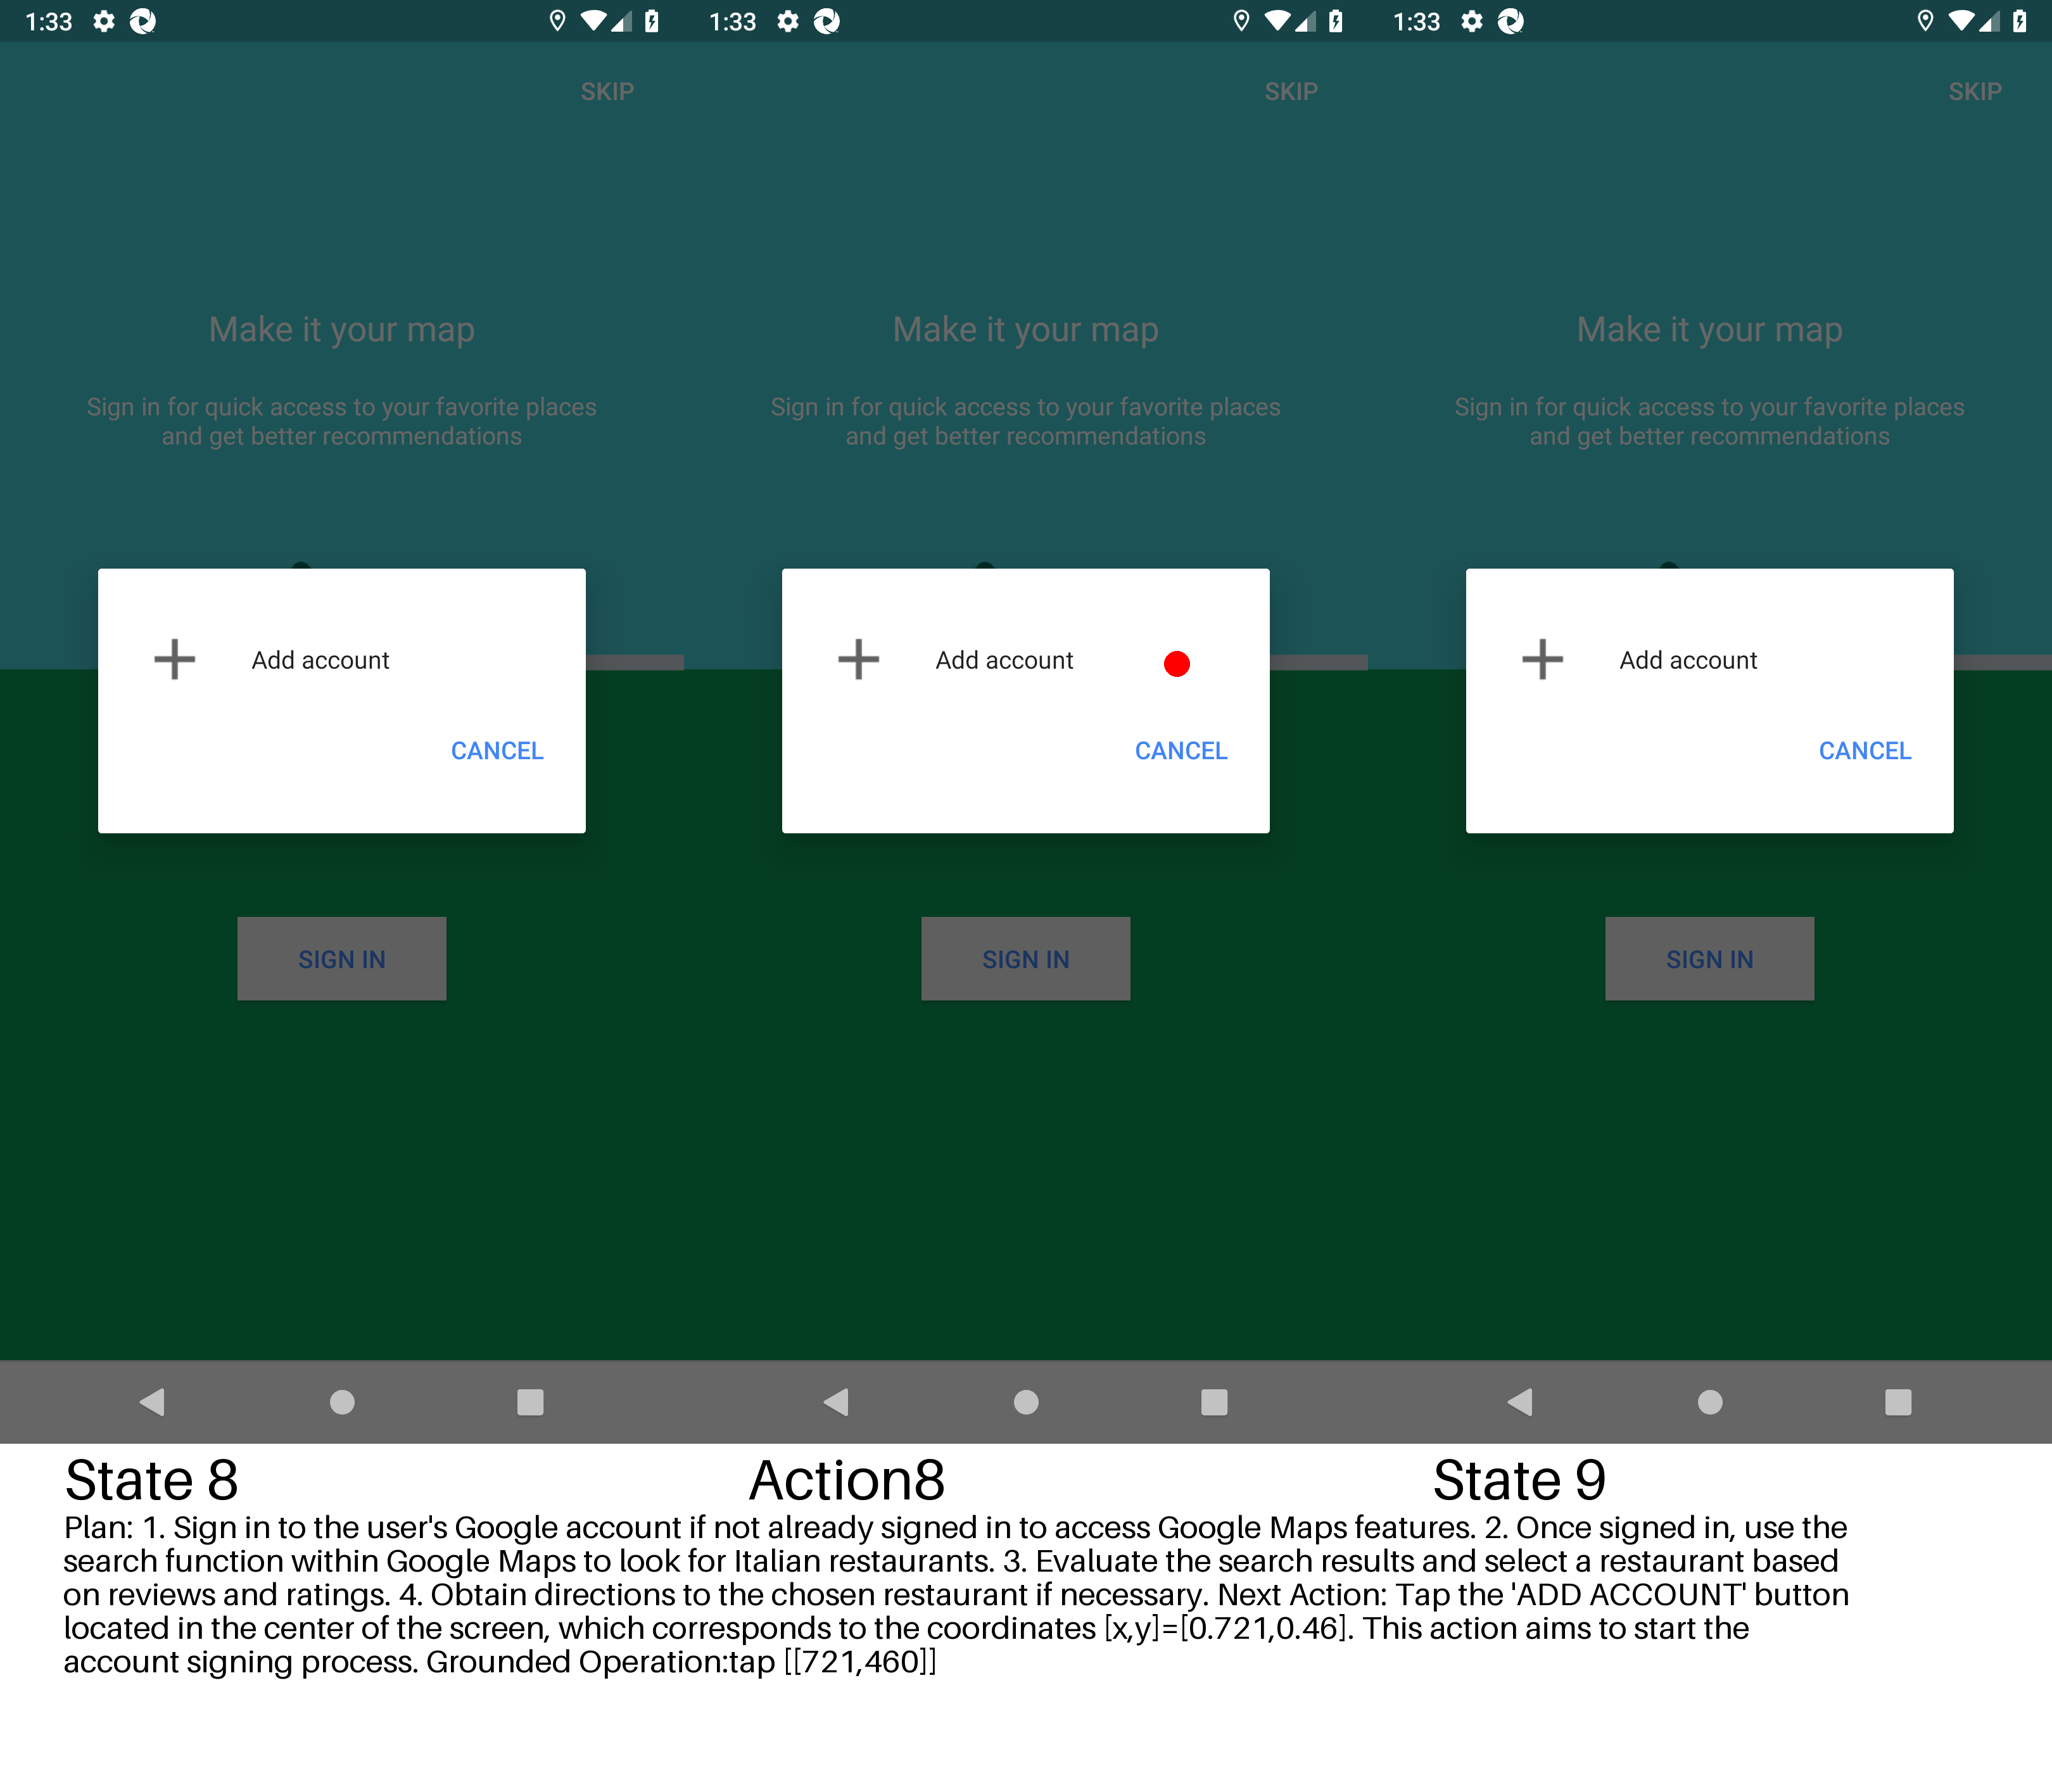 1:33
SKIP
Make it your map
Sign in for quick access to your favorite places
and get better recommendations
Add account
CANCEL
SIGN IN
1:33
SKIP
Make it your map
Sign in for quick access to your favorite places
and get better recommendations
Add account
CANCEL
SIGN IN
1:33
SKIP
Make it your map
Sign in for quick access to your favorite places
and get better recommendations
Add account
CANCEL
SIGN IN
State 8
Action8
State 9
Plan: 1. Sign in to the user's Google account if not already signed in to access Google Maps features. 2. Once signed in, use the
search function within Google Maps to look for Italian restaurants. 3. Evaluate the search results and select a restaurant based
on reviews and ratings. 4. Obtain directions to the chosen restaurant if necessary. Next Action: Tap the 'ADD ACCOUNT' button
located in the center of the screen, which corresponds to the coordinates [x,y]=[0.721,0.46]. This action aims to start the
account signing process. Grounded Operation:tap [[721,460]]